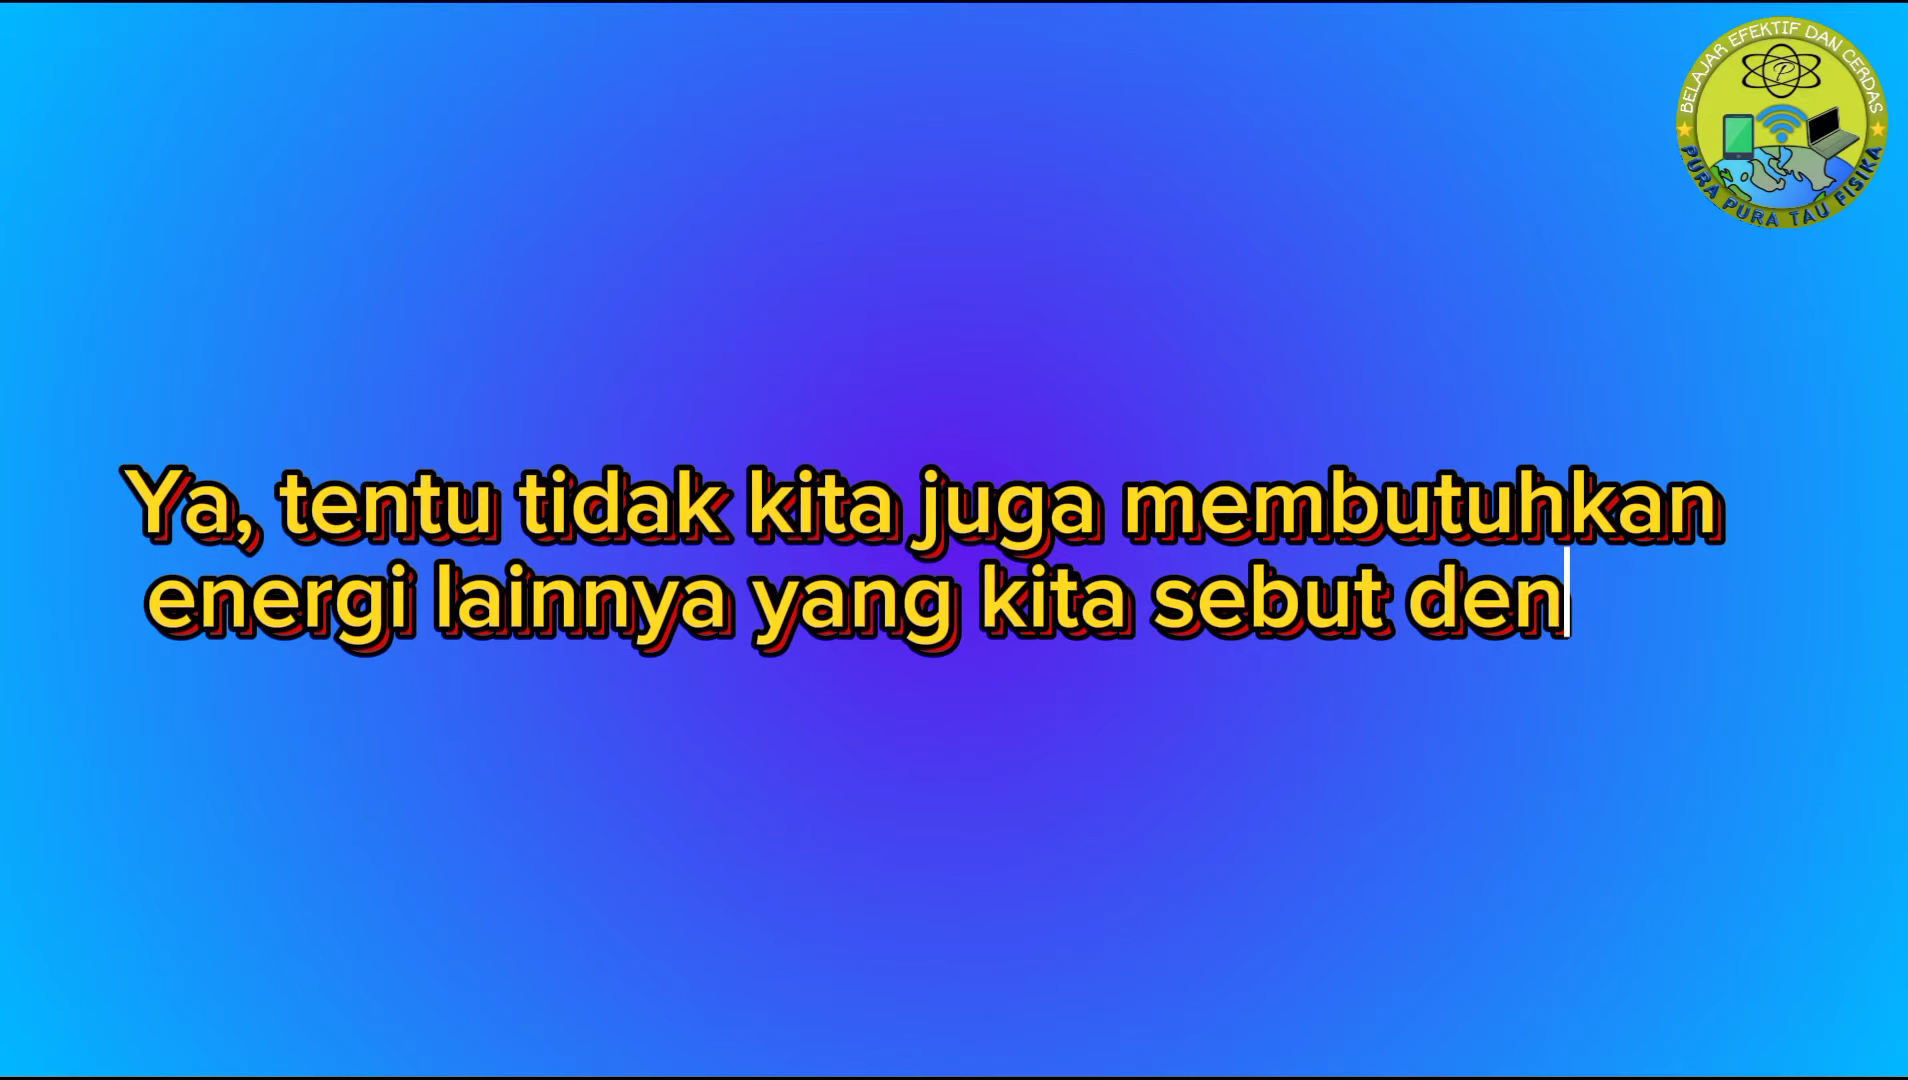 BELAJAR EFEKTIF DAN CERDAS
P
PURA PURA TAU FISIKA
Ya, tentu tidak kita juga membutuhkan
energi lainnya yang kita sebut den